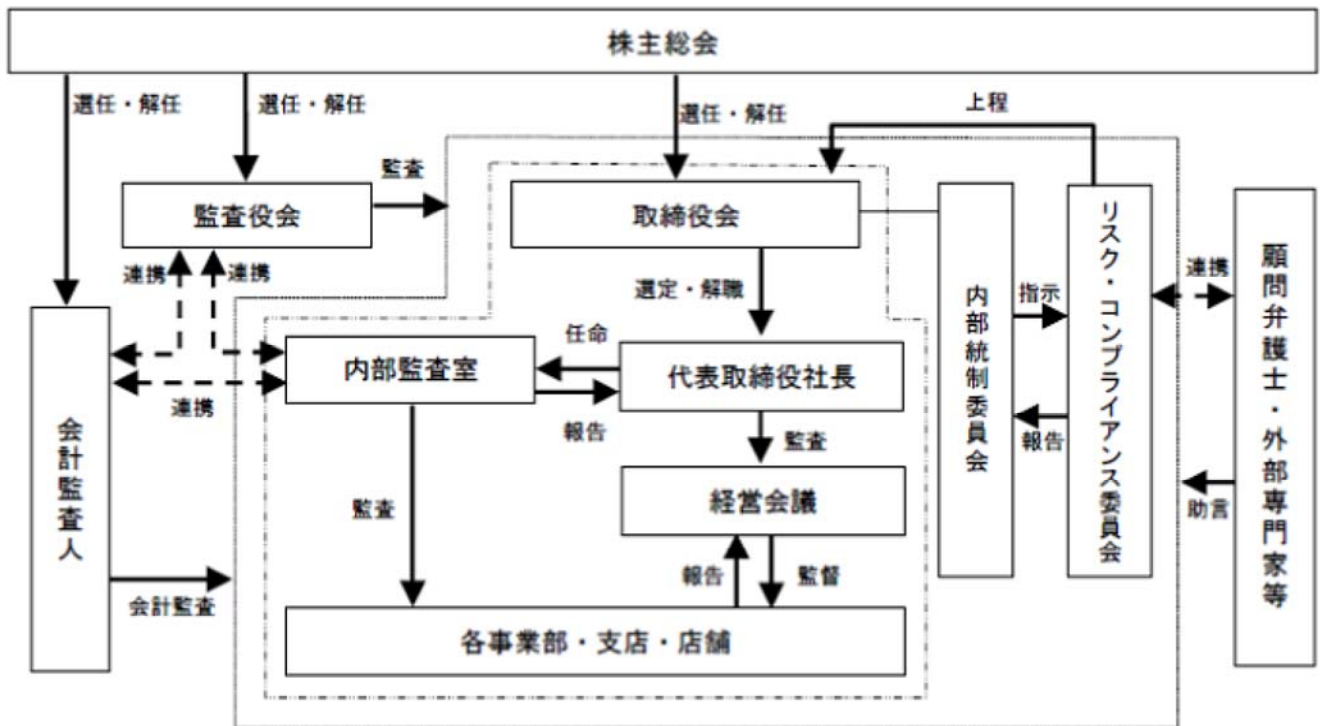 株主総会
選任・解任
選任・解任
選任・解任
上程
監査
監査役会
取締役会
連携
連携
選定・解職
内部統制委員会
指示
報告
リスク・コンプライアンス委員会
連携
助言
顧問弁護士・外部専門家等
任命
内部監査室
代表取締役社長
報告
連携
監査
経営会議
会計監査人
監査
報告
監督
会計監査
各事業部・支店・店舗